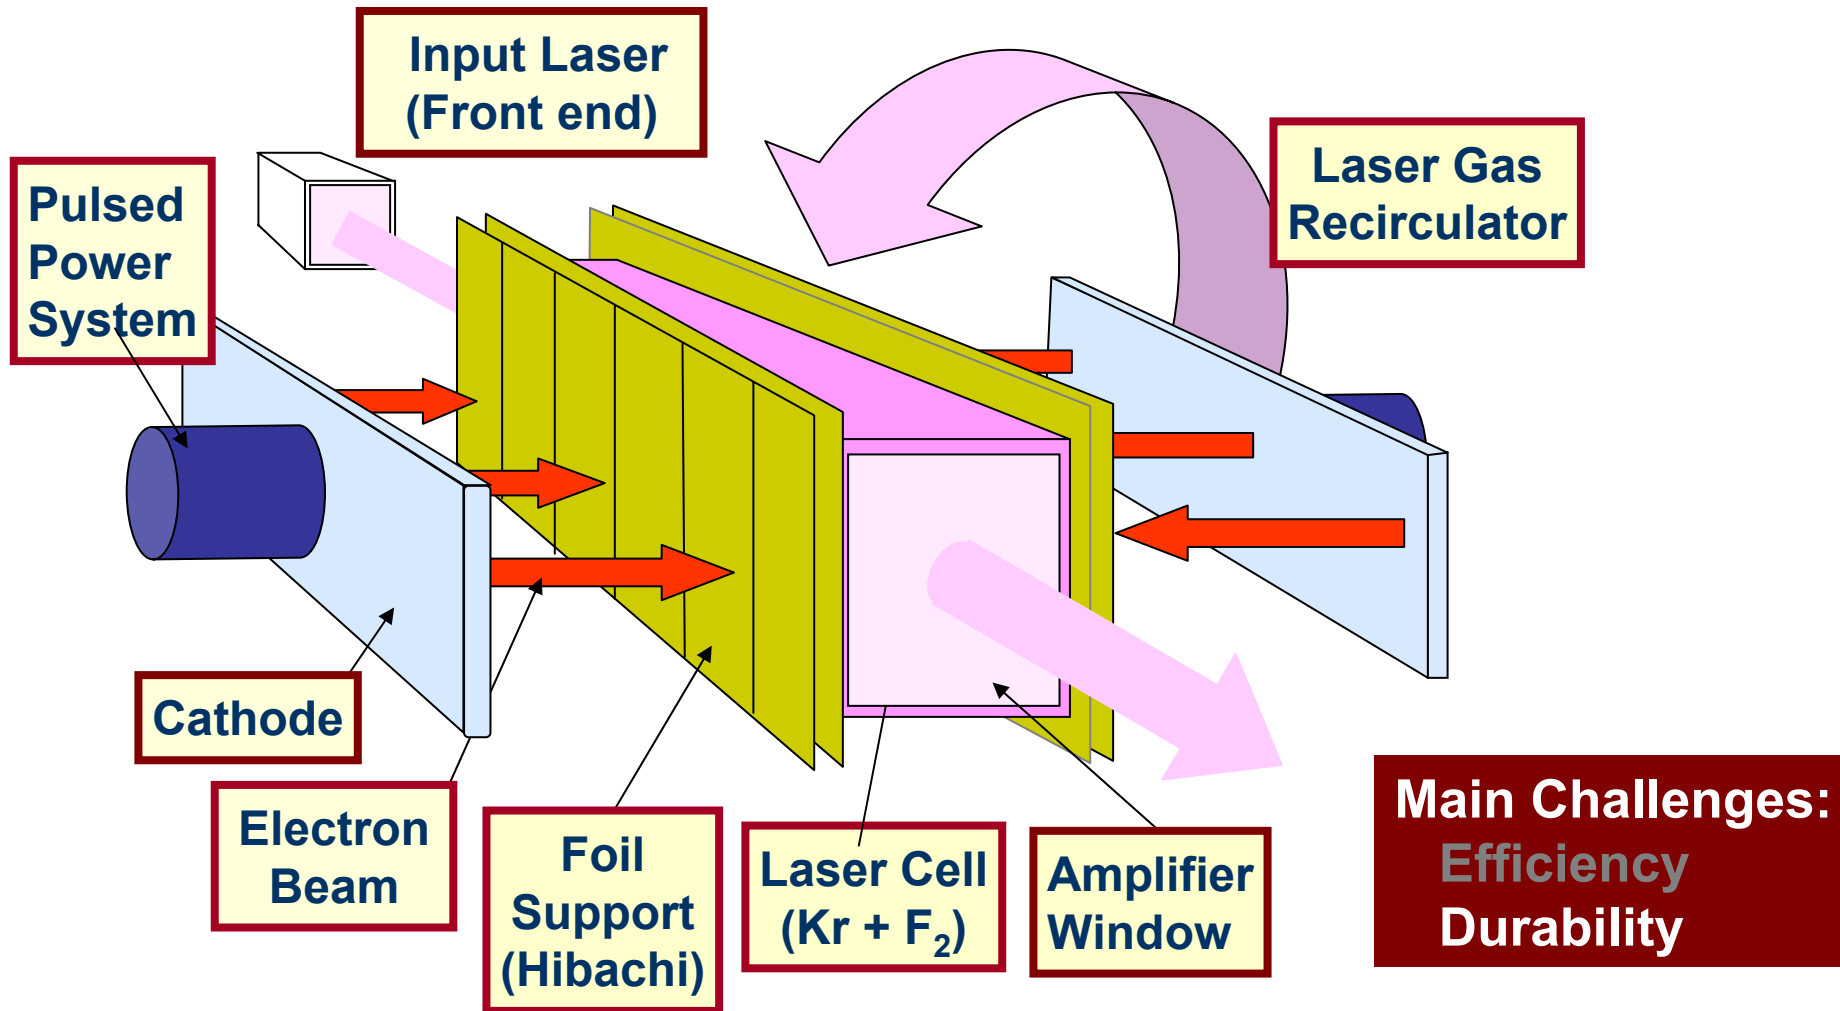 Input Laser
(Front end)
Pulsed
Power
System
Laser Gas
Recirculator
Cathode
Electron
Beam
Foil
Support
(Hibachi)
Laser Cell
(Kr + F₂)
Amplifier
Window
Main Challenges:
Efficiency
Durability